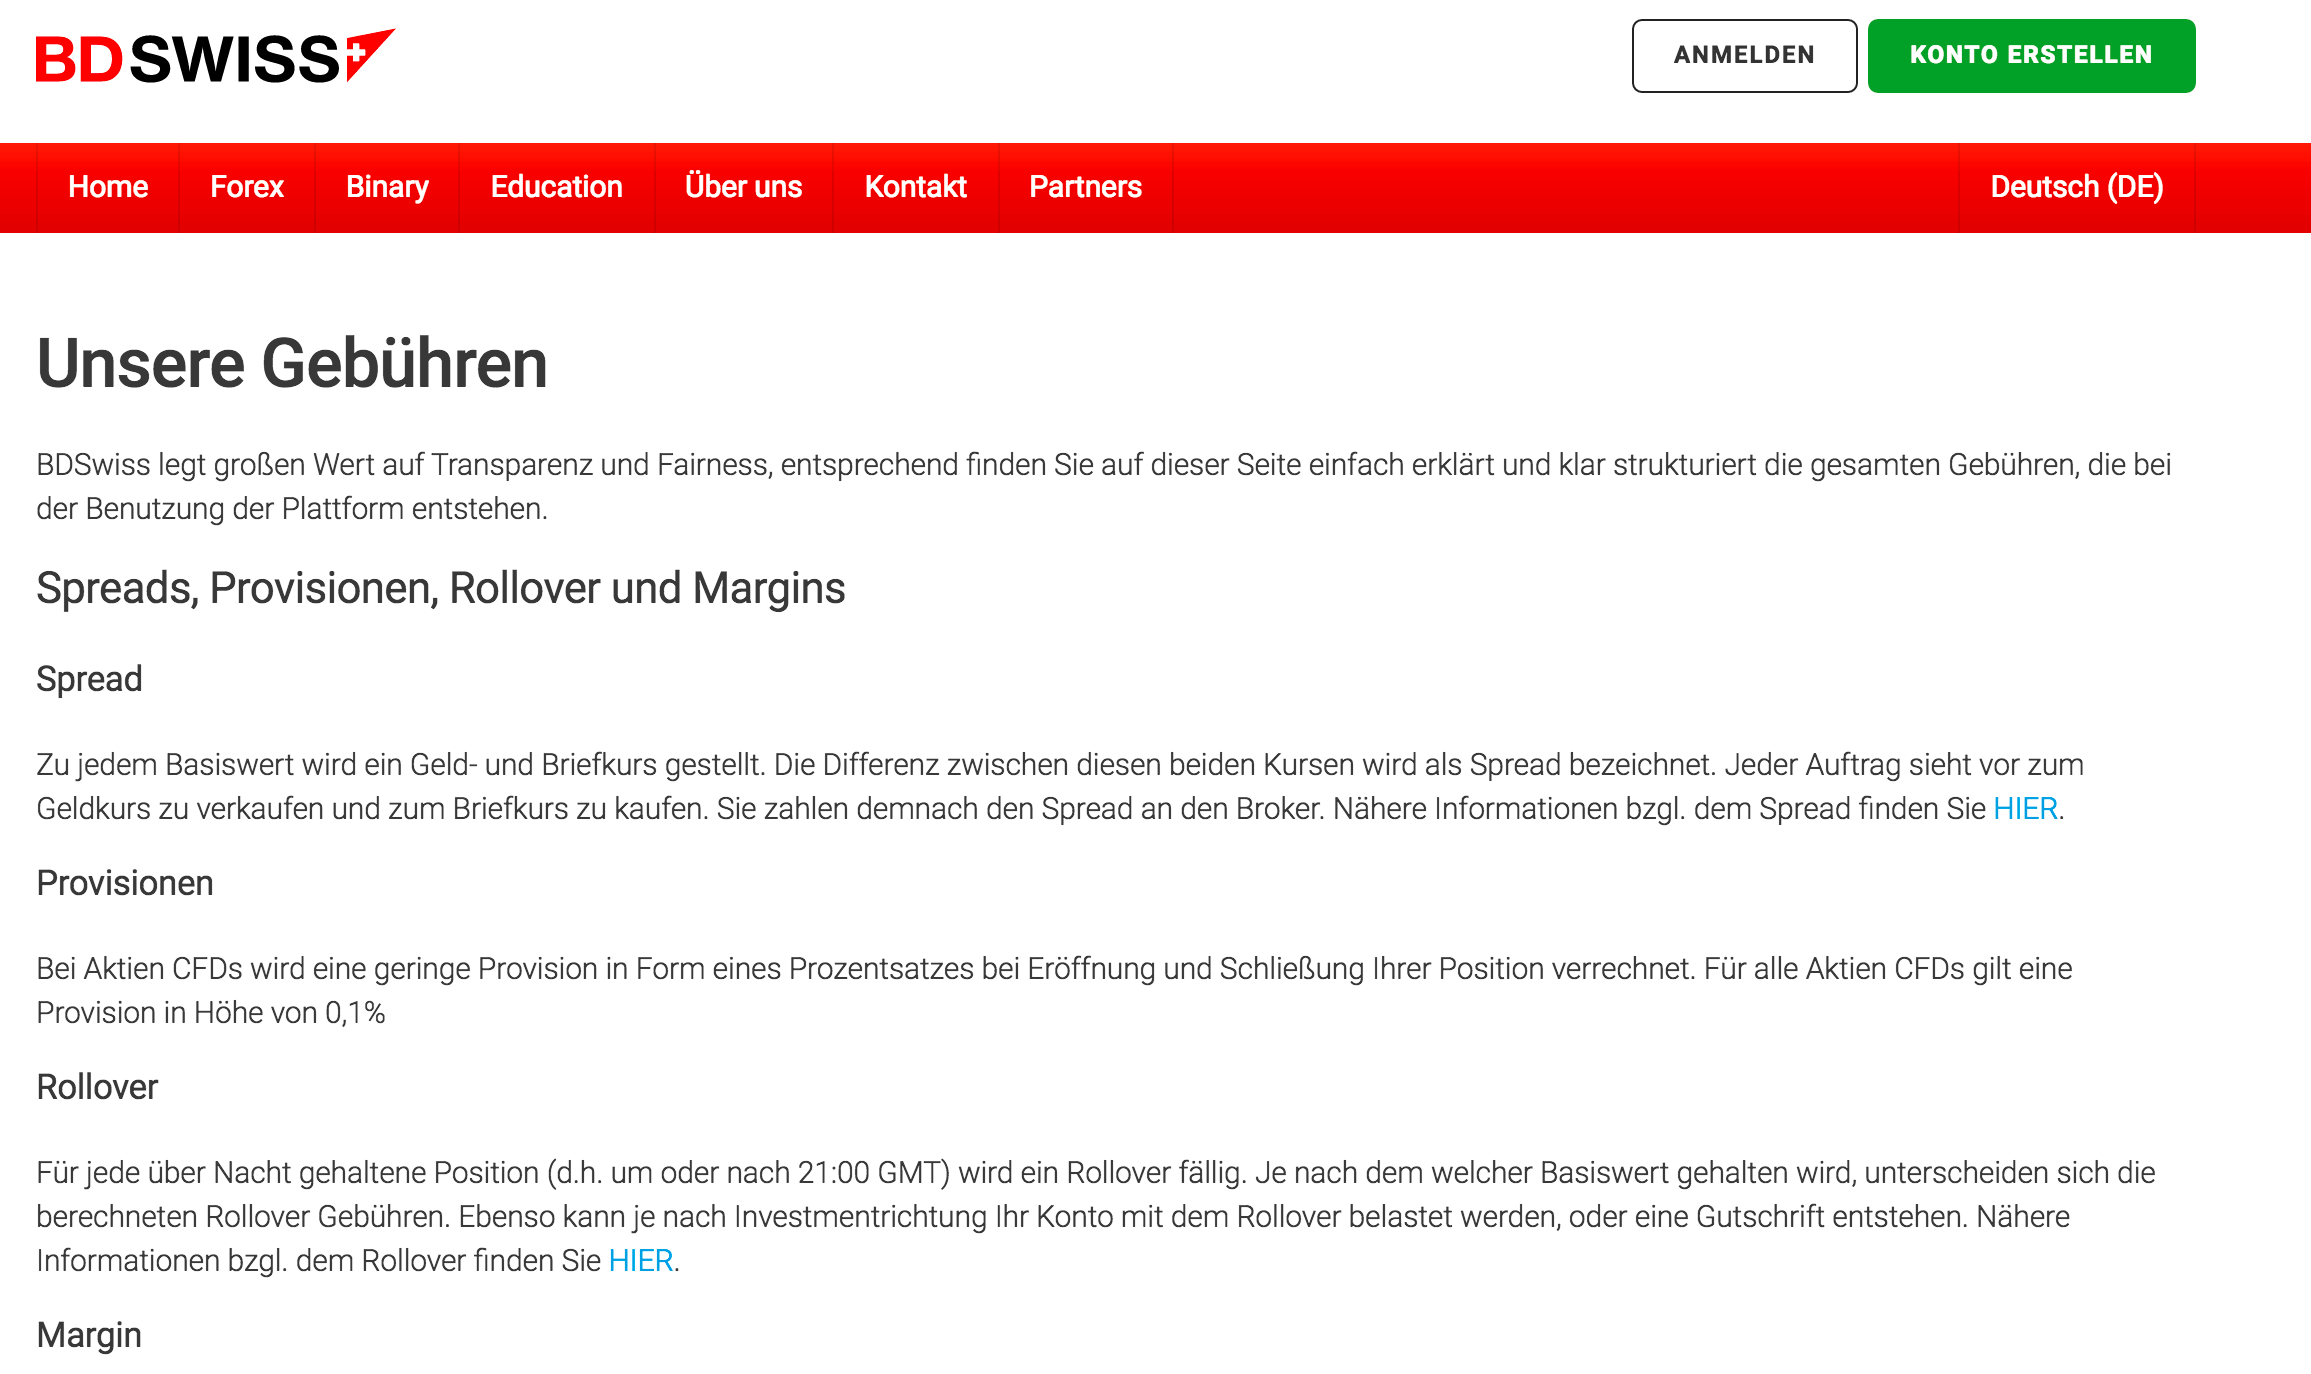 BDSWISS
ANMELDEN
KONTO ERSTELLEN
Home
Forex
Binary
Education
Über uns
Kontakt
Partners
Deutsch (DE)
Unsere Gebühren
BDSwiss legt großen Wert auf Transparenz und Fairness, entsprechend finden Sie auf dieser Seite einfach erklärt und klar strukturiert die gesamten Gebühren, die bei
der Benutzung der Plattform entstehen.
Spreads, Provisionen, Rollover und Margins
Spread
Zu jedem Basiswert wird ein Geld- und Briefkurs gestellt. Die Differenz zwischen diesen beiden Kursen wird als Spread bezeichnet. Jeder Auftrag sieht vor zum
Geldkurs zu verkaufen und zum Briefkurs zu kaufen. Sie zahlen demnach den Spread an den Broker. Nähere Informationen bzgl. dem Spread finden Sie HIER.
Provisionen
Bei Aktien CFDs wird eine geringe Provision in Form eines Prozentsatzes bei Eröffnung und Schließung Ihrer Position verrechnet. Für alle Aktien CFDs gilt eine
Provision in Höhe von 0,1%
Rollover
Für jede über Nacht gehaltene Position (d.h. um oder nach 21:00 GMT) wird ein Rollover fällig. Je nach dem welcher Basiswert gehalten wird, unterscheiden sich die
berechneten Rollover Gebühren. Ebenso kann je nach Investmentrichtung Ihr Konto mit dem Rollover belastet werden, oder eine Gutschrift entstehen. Nähere
Informationen bzgl. dem Rollover finden Sie HIER.
Margin